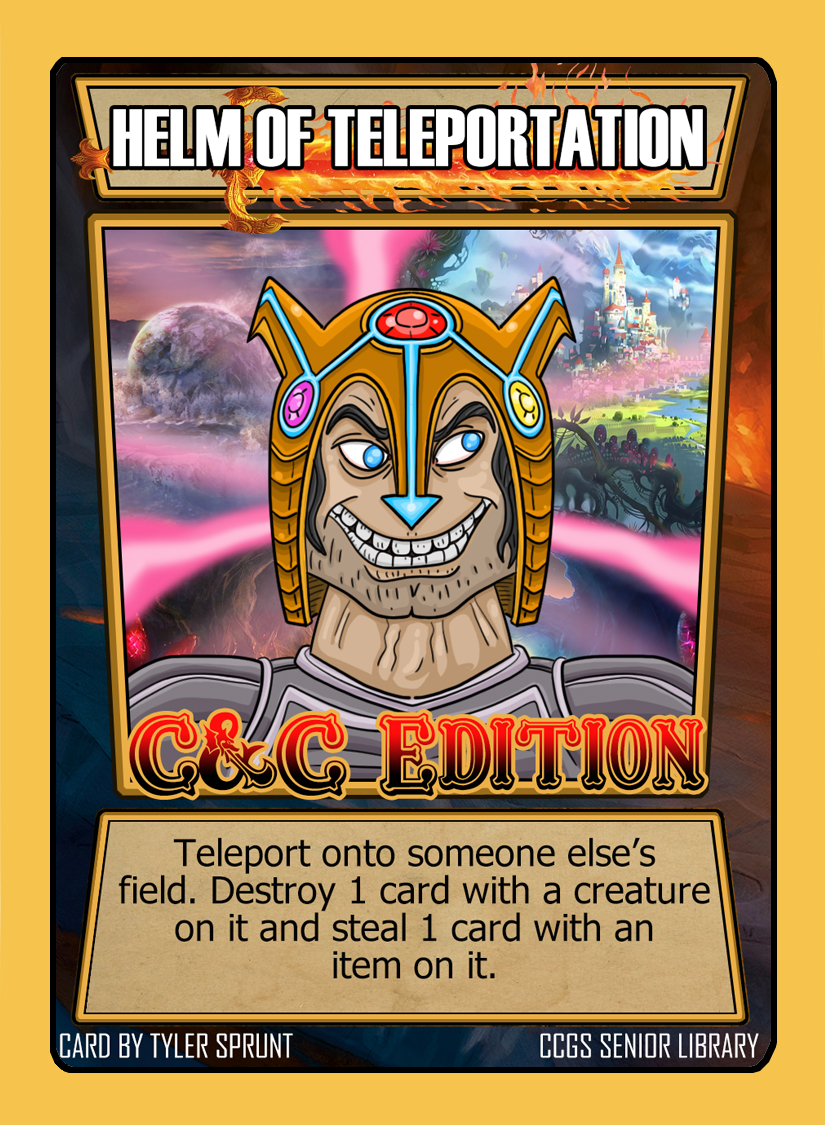 HELM OF TELEPORTATION
C&C EDITION
Teleport onto someone else's
field. Destroy 1 card with a creature
on it and steal 1 card with an
item on it.
CARD BY TYLER SPRUNT
CCGS SENIOR LIBRARY